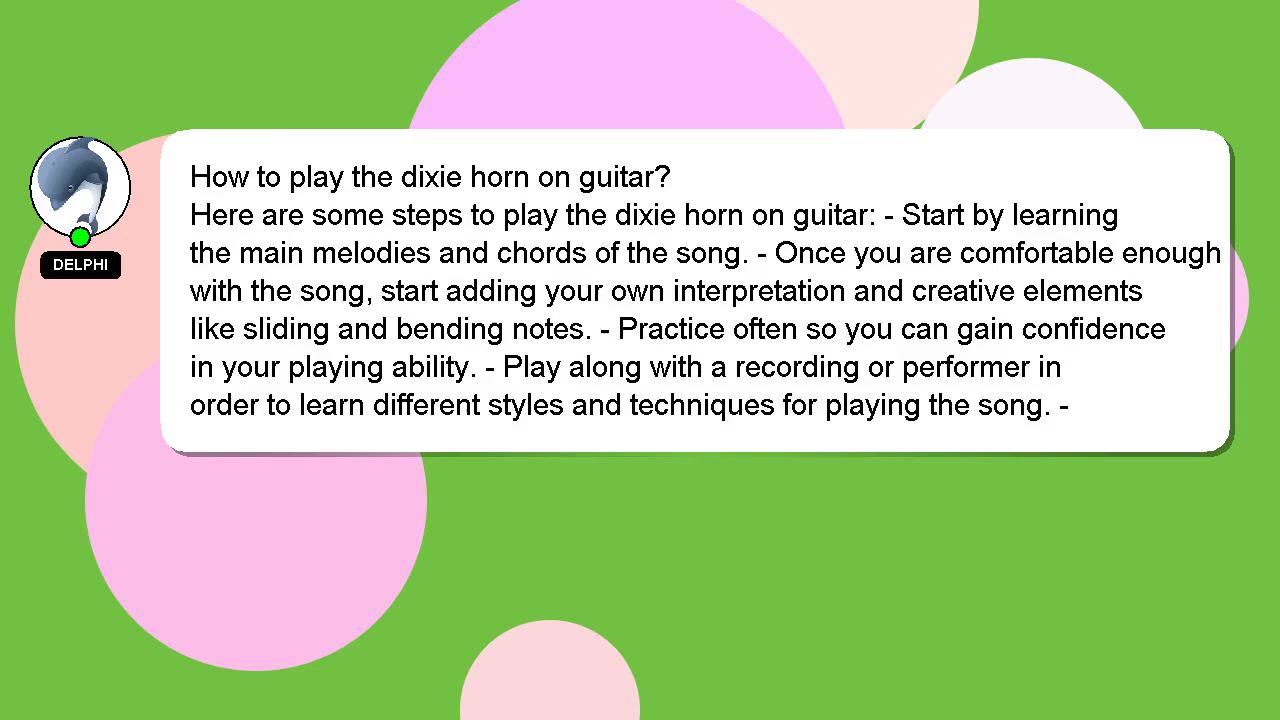 How to play the dixie horn on guitar?
Here are some steps to play the dixie horn on guitar: - Start by learning
the main melodies and chords of the song. - Once you are comfortable enough
with the song, start adding your own interpretation and creative elements
like sliding and bending notes. - Practice often so you can gain confidence
in your playing ability. - Play along with a recording or performer in
order to learn different styles and techniques for playing the song. -
DELPHI